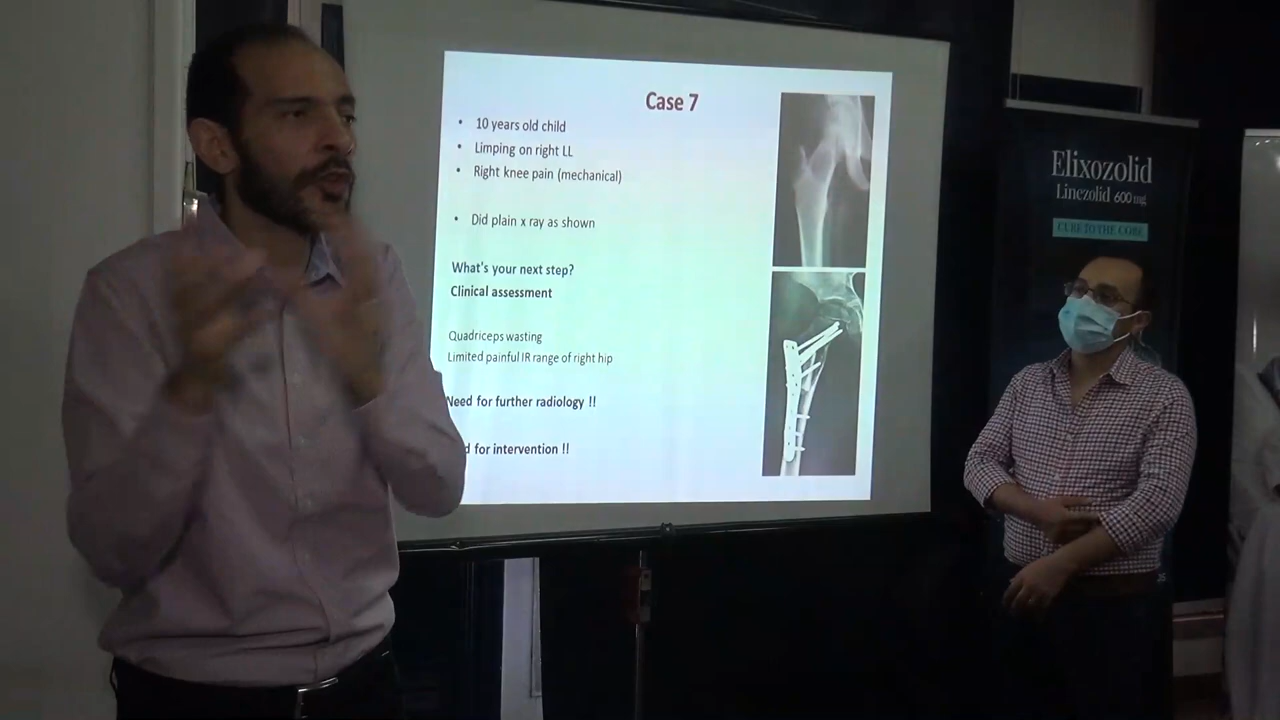 Case 7
• 10 years old child
• Limping on right LL
• Right knee pain (mechanical)
• Did plain x ray as shown
What's your next step?
Clinical assessment
Quadriceps wasting
Limited painful IR range of right hip
Need for further radiology !!
d for intervention !!
Elixozolid
Linezolid 600 mg
CURE TO THE CORE